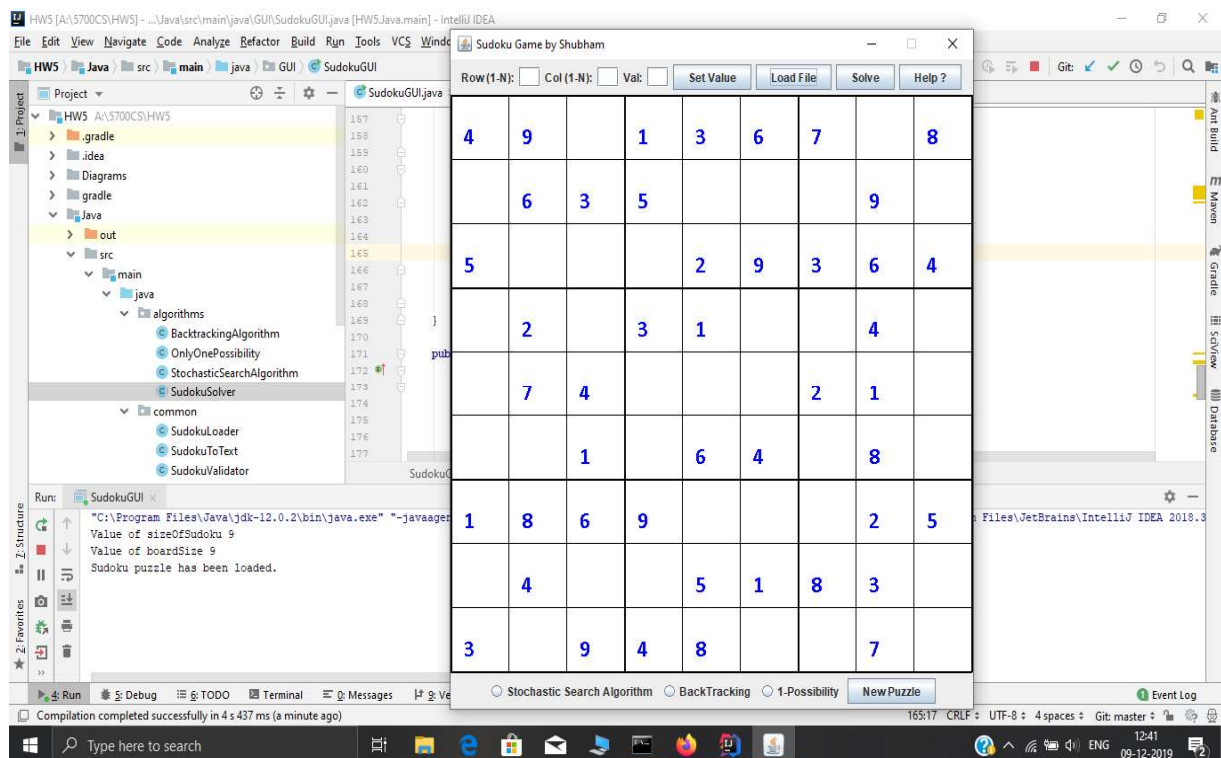 HW5 [A:\5700CS\HW5] - ...\Java\src\main\java\GUI\SudokuGUI.java [HW5.Java.main] - IntelliJ IDEA
File Edit View Navigate Code Analyze Refactor Build Run Tools VCS
HW5 Java src main java GUI SudokuGUI
Git:
Project
SudokuGUI.java
1: Project
HW5 A:\5700CS\HW5
.gradle
.idea
Diagrams
gradle
Java
out
src
main
java
algorithms
BacktrackingAlgorithm
OnlyOnePossibility
StochasticSearchAlgorithm
SudokuSolver
common
SudokuLoader
SudokuToText
SudokuValidator
157
158
159
160
161
162
163
164
165
166
167
168
169 }
170
171
172
173
174
175
176
177
Sudoku Game by Shubham
Row(1-N): Col (1-N): Val: Set Value Load File Solve Help ?
4 9 1 3 6 7 8
6 3 5 9
5 2 9 3 6 4
2 3 1 4
7 4 2 1
1 6 4 8
1 8 6 9 2 5
4 5 1 8 3
3 9 4 8 7
Stochastic Search Algorithm BackTracking 1-Possibility New Puzzle
Ant Build
Maven
Gradle
SciView
Database
Run: SudokuGUI
"C:\Program Files\Java\jdk-12.0.2\bin\java.exe" Files\JetBrains\IntelliJ IDEA 2018.3
Value of sizeOfSudoku 9
Value of boardSize 9
Sudoku puzzle has been loaded.
Z: Structure
2: Favorites
4: Run 5: Debug 6: TODO Terminal 0: Messages Event Log
Compilation completed successfully in 4 s 437 ms (a minute ago) 165:17 CRLF UTF-8 4 spaces Git: master
Type here to search
ENG
12:41
09-12-2019